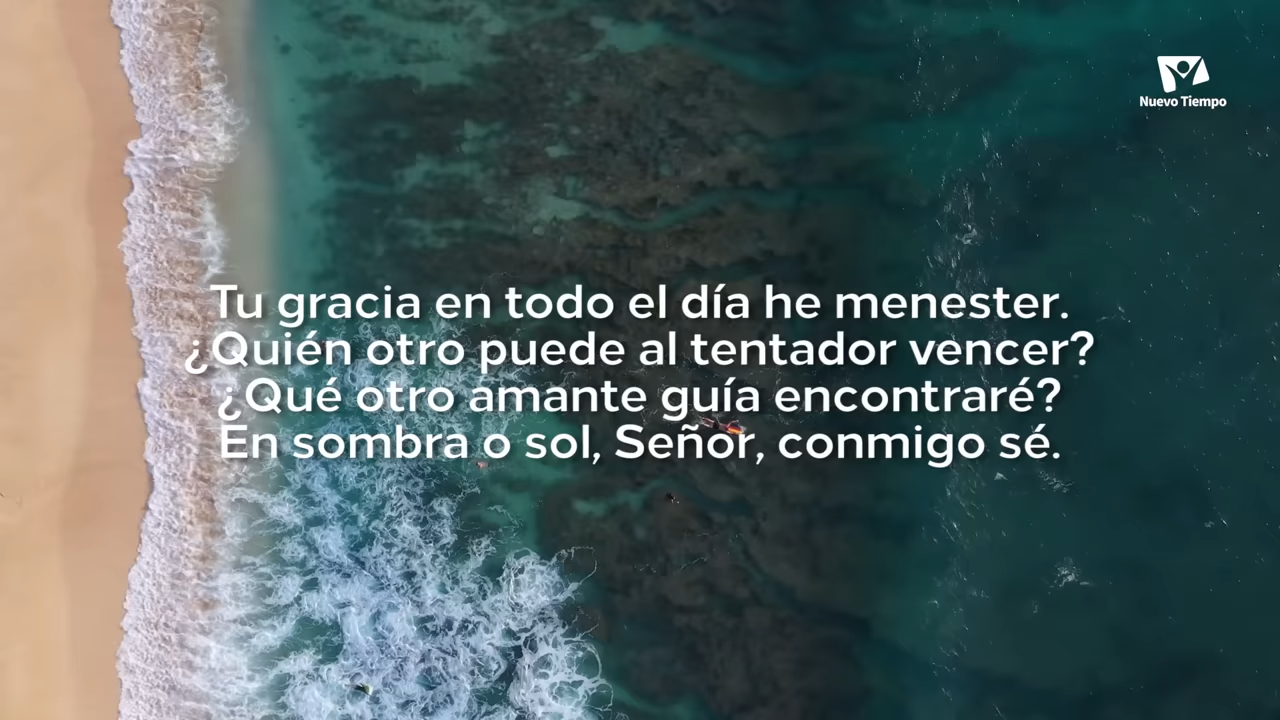 Nuevo Tiempo
Tu gracia en todo el día he menester.
¿Quién otro puede al tentador vencer?
¿Qué otro amante guía encontraré?
En sombra o sol, Señor, conmigo sé.